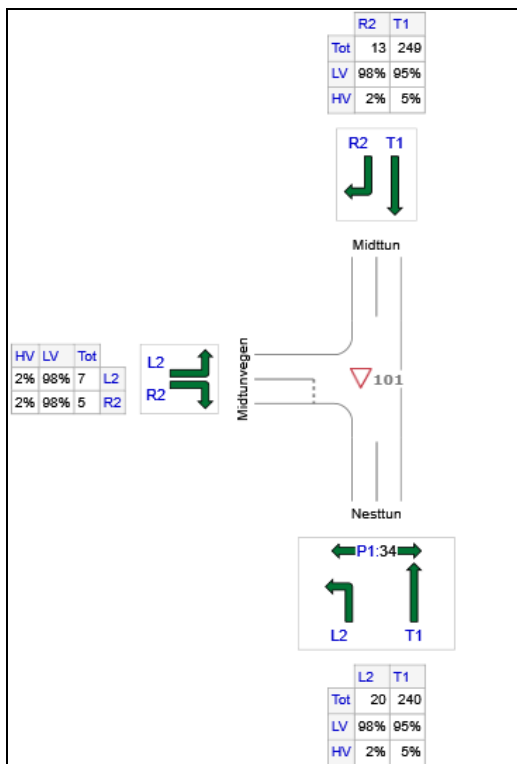 R2 T1
Tot 13 249
LV 98% 95%
HV 2% 5%
R2 T1
Midttun
HV LV Tot
2% 98% 7 L2
2% 98% 5 R2
L2
R2
Midtunvegen
101
Nesttun
P1:34
L2 T1
L2 T1
Tot 20 240
LV 98% 95%
HV 2% 5%